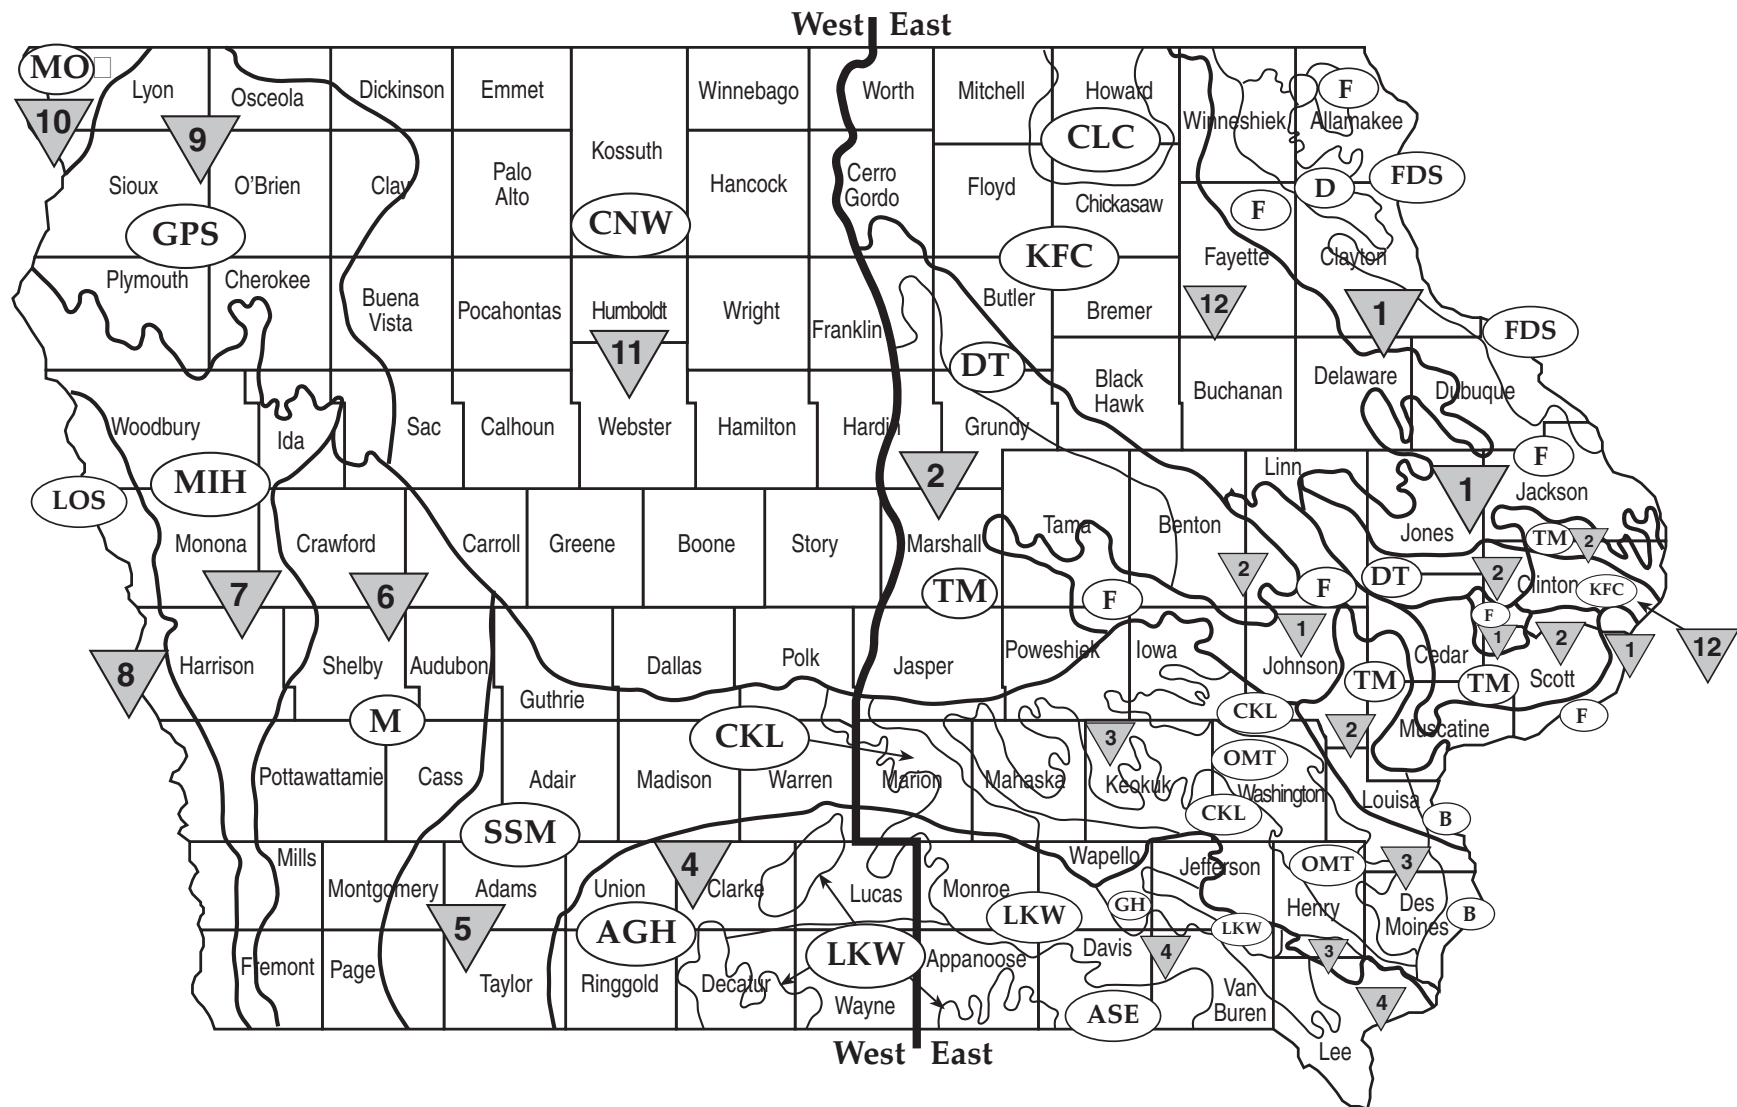 West East
MO
Lyon
Osceola
Dickinson
Emmet
Winnebago
Worth
Mitchell
Howard
Winneshiek
Allamakee
F
10
9
Kossuth
CLC
Sioux
O'Brien
Clay
Palo
Alto
Hancock
Cerro
Gordo
Floyd
Chickasaw
F
D
FDS
GPS
CNW
KFC
Fayette
Clayton
Plymouth
Cherokee
Buena
Vista
Pocahontas
Humboldt
Wright
Franklin
Butler
Bremer
12
1
FDS
11
DT
Black
Hawk
Buchanan
Delaware
Dubuque
Woodbury
Ida
Sac
Calhoun
Webster
Hamilton
Hardin
Grundy
F
LOS
MIH
2
Linn
1
Jackson
Monona
Crawford
Carroll
Greene
Boone
Story
Marshall
Tama
Benton
Jones
TM
2
7
6
TM
F
2
F
DT
2
Clinton
KFC
F
8
Harrison
Shelby
Audubon
Guthrie
Dallas
Polk
Jasper
Poweshiek
Iowa
1
Johnson
Cedar
1
2
1
12
Scott
M
CKL
TM
TM
CKL
F
3
2
Muscatine
OMT
Pottawattamie
Cass
Adair
Madison
Warren
Marion
Mahaska
Keokuk
Washington
Louisa
SSM
CKL
B
Mills
Montgomery
Adams
Union
4
Clarke
Lucas
Monroe
Wapello
Jefferson
OMT
3
5
AGH
LKW
LKW
GH
LKW
Henry
Des
Moines
B
Fremont
Page
Taylor
Ringgold
Decatur
Wayne
Appanoose
Davis
4
3
Van
Buren
ASE
4
Lee
West East